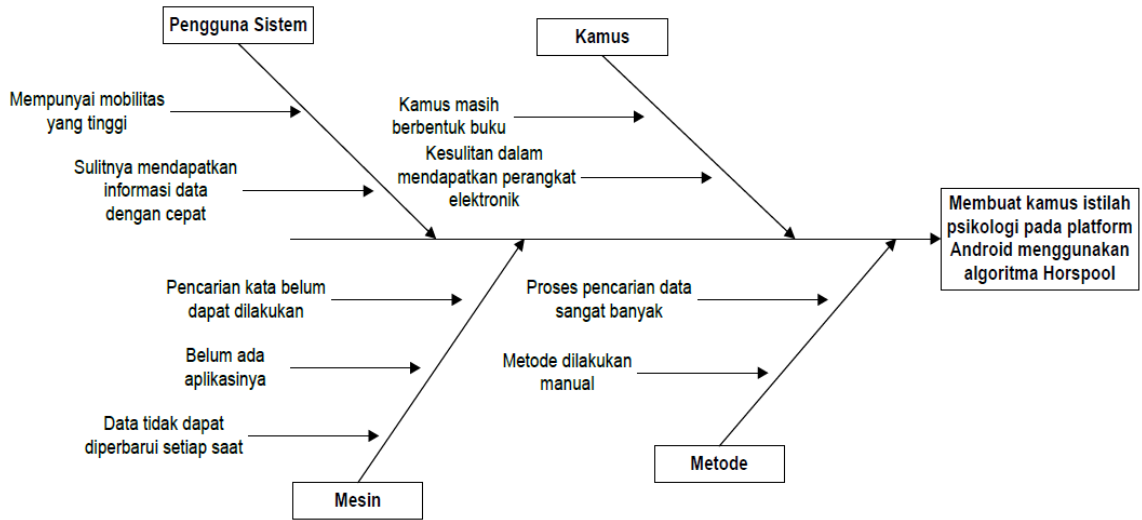 Pengguna Sistem
Kamus
Mempunyai mobilitas
yang tinggi
Sulitnya mendapatkan
informasi data
dengan cepat
Kamus masih
berbentuk buku
Kesulitan dalam
mendapatkan perangkat
elektronik
Membuat kamus istilah
psikologi pada platform
Android menggunakan
algoritma Horspool
Pencarian kata belum
dapat dilakukan
Belum ada
aplikasinya
Data tidak dapat
diperbarui setiap saat
Proses pencarian data
sangat banyak
Metode dilakukan
manual
Mesin
Metode